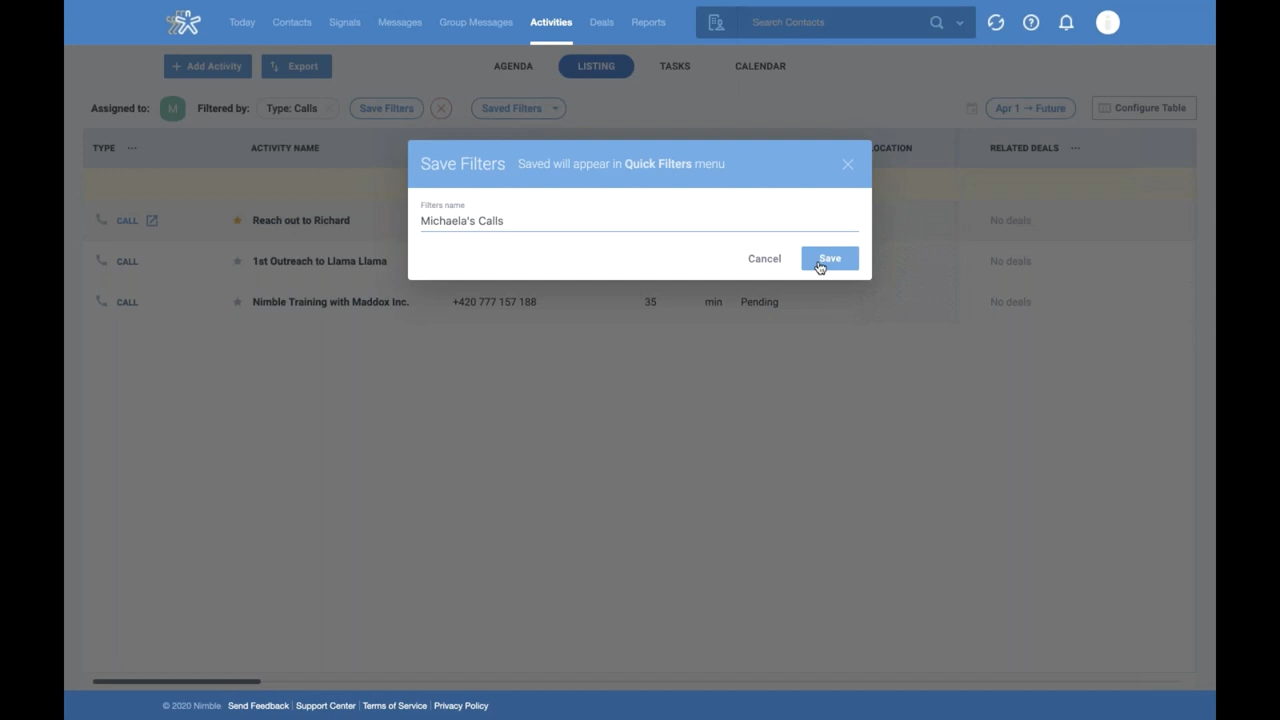 Today Contacts Signals Messages Group Messages Activities Deals Reports Search Contacts
+ Add Activity Export AGENDA LISTING TASKS CALENDAR
Assigned to: M Filtered by: Type: Calls Save Filters Saved Filters Apr 1 → Future Configure Table
TYPE ... ACTIVITY NAME LOCATION RELATED DEALS ...
Save Filters Saved will appear in Quick Filters menu
Filters name
Michaela's Calls
Cancel Save
CALL Reach out to Richard No deals
CALL 1st Outreach to Llama Llama No deals
CALL Nimble Training with Maddox Inc. +420 777 157 188 35 min Pending No deals
© 2020 Nimble Send Feedback | Support Center | Terms of Service | Privacy Policy